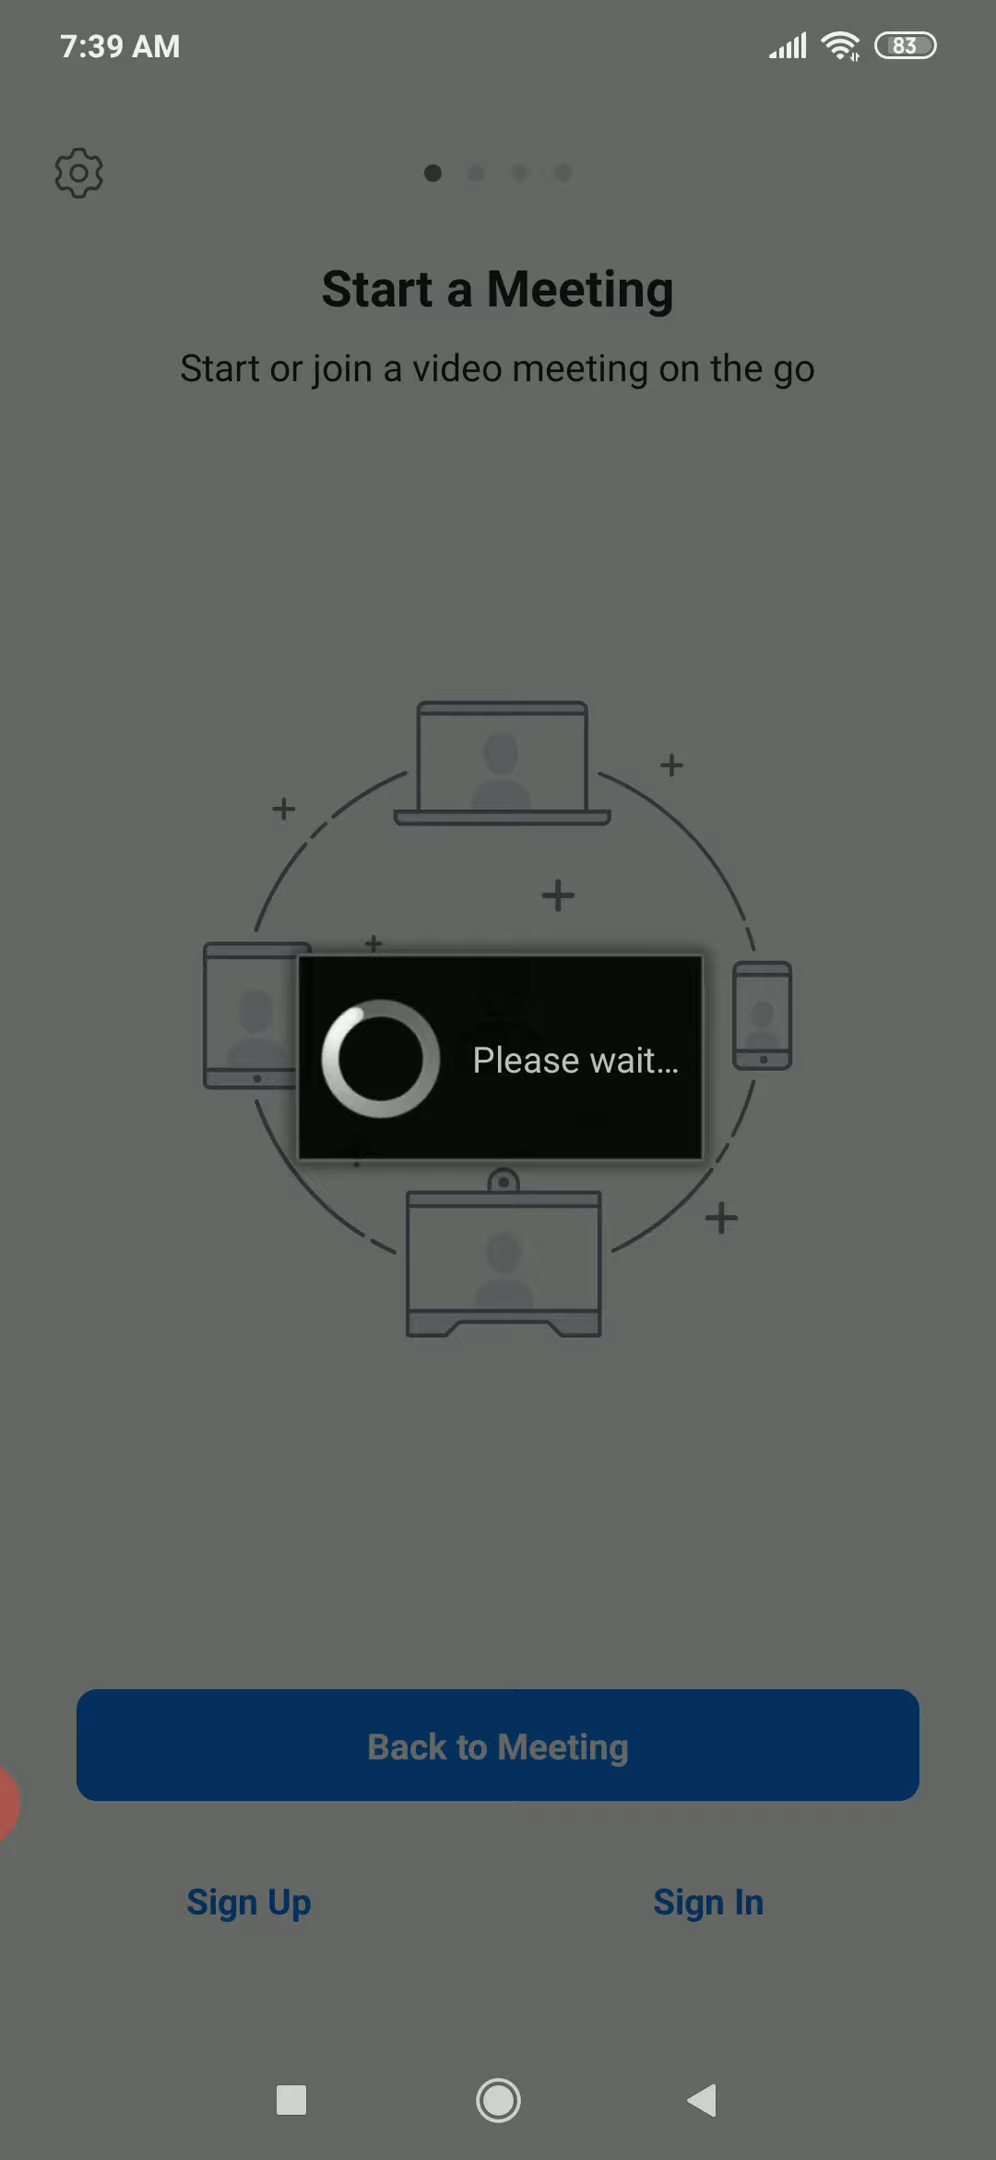 7:39 AM
83
Start a Meeting
Start or join a video meeting on the go
Please wait...
Back to Meeting
Sign Up
Sign In